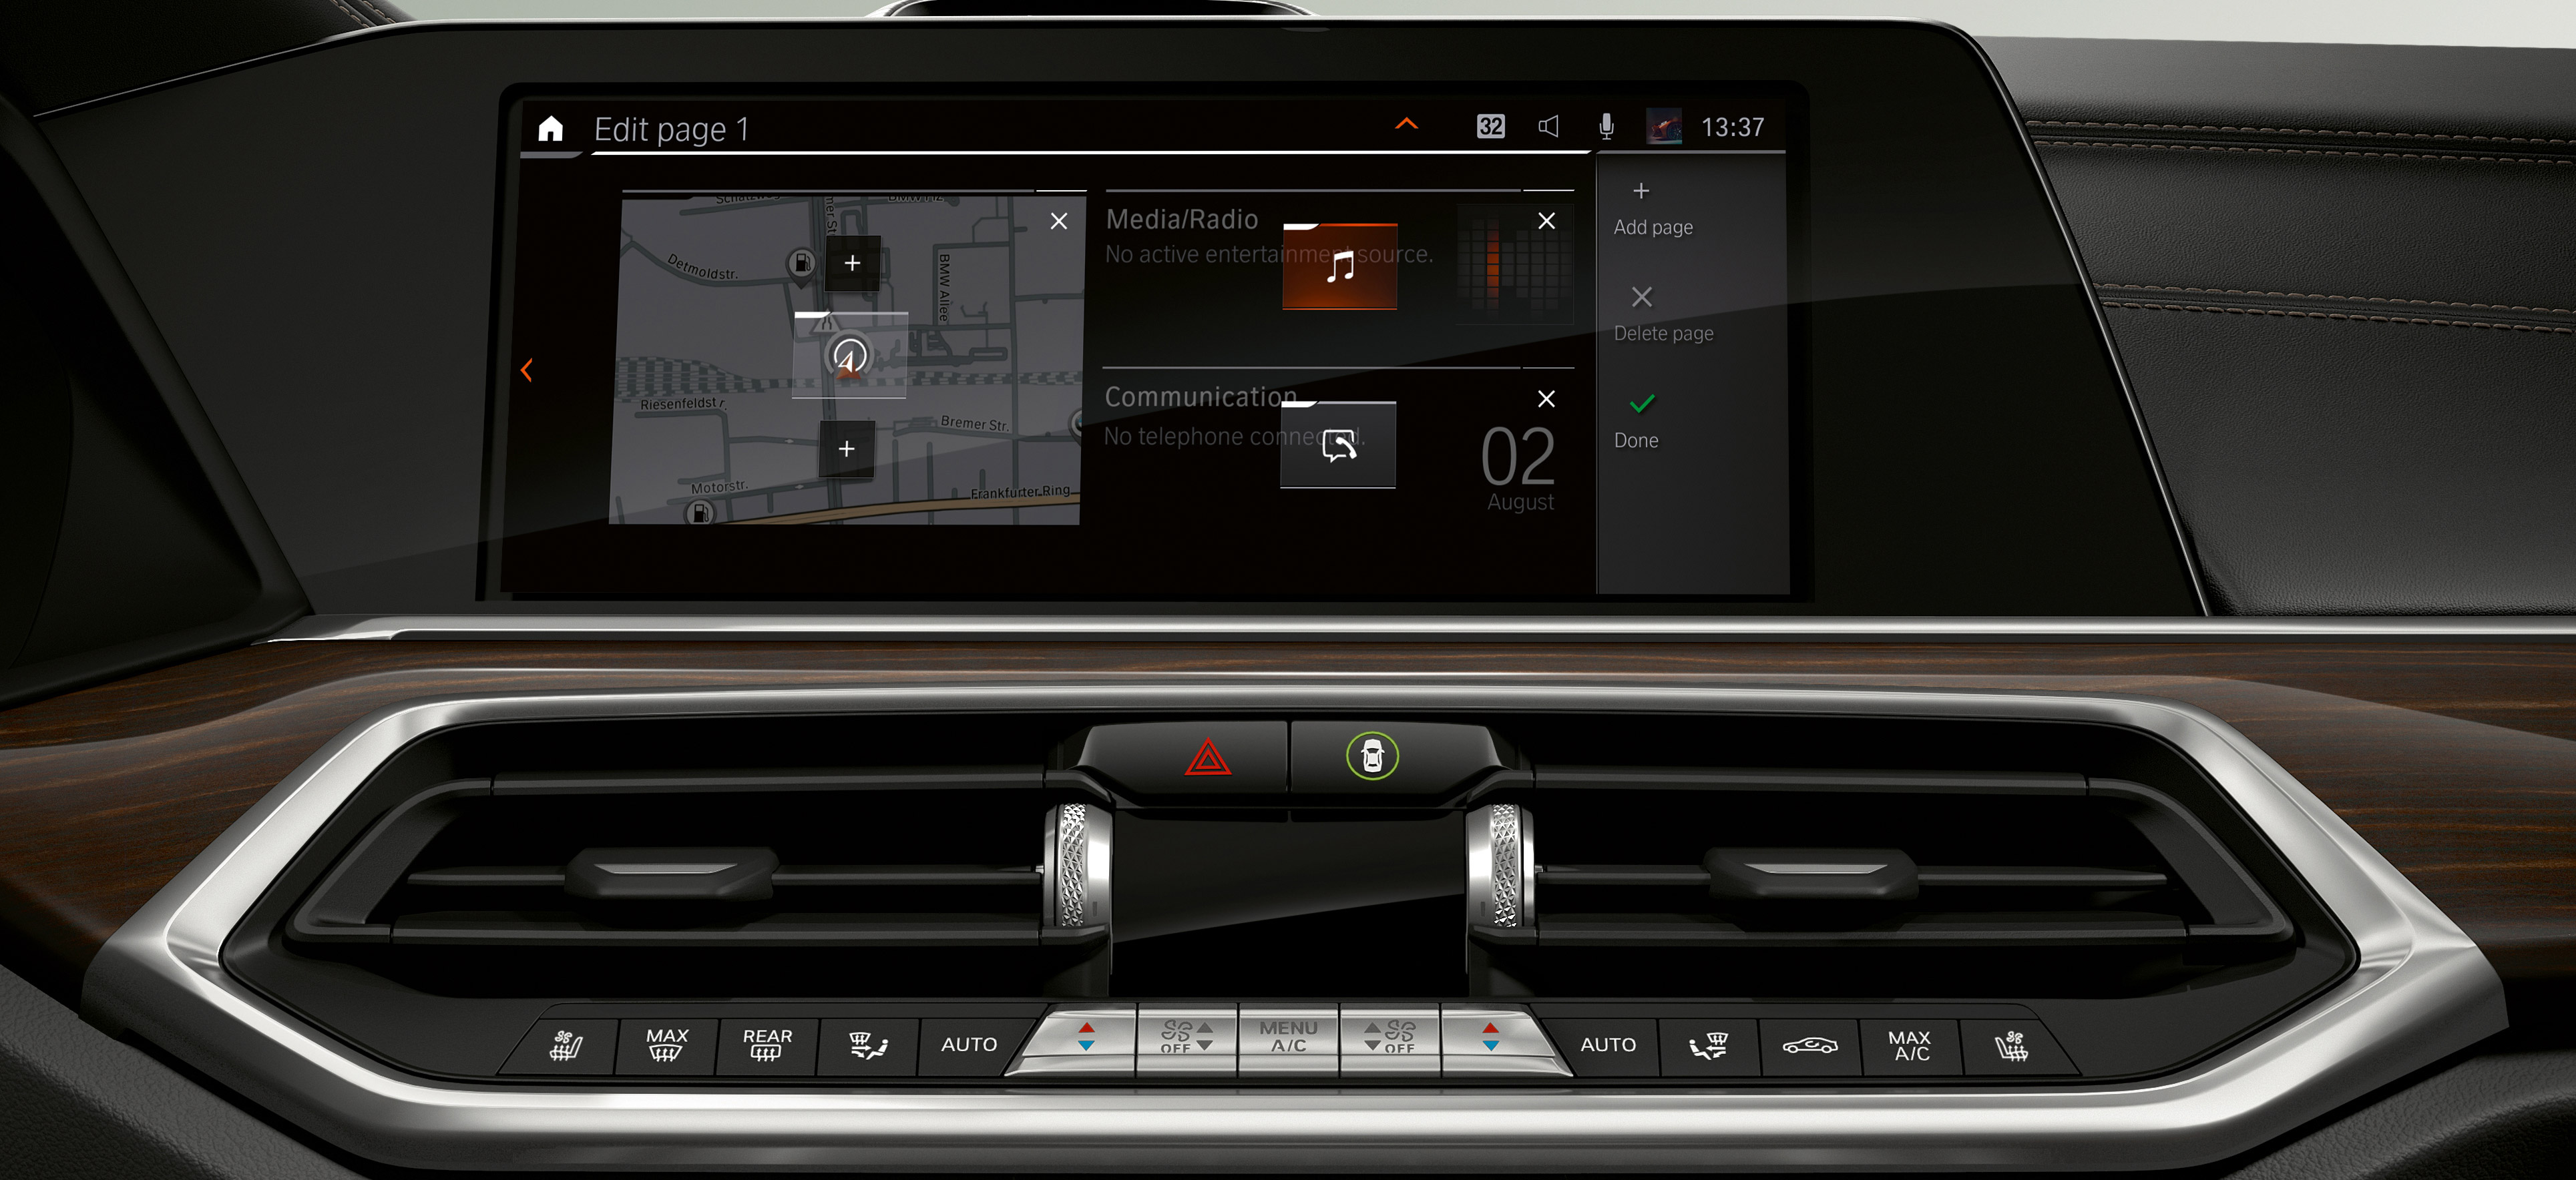 Edit page 1
32
13:37
Detmoldstr.
BMW Allee
Riesenfeldstr.
Bremer Str.
Motorstr.
Frankfurter Ring
Media/Radio
No active entertainment source.
Communication
No telephone connected.
02
August
Add page
Delete page
Done
MAX
REAR
AUTO
OFF
MENU
A/C
OFF
AUTO
MAX
A/C